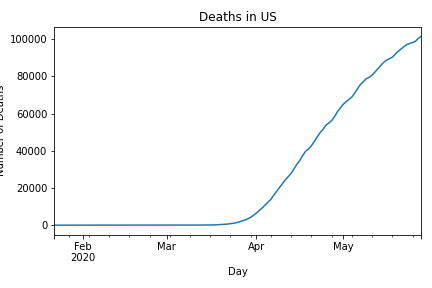 Deaths in US
Number of Deaths
100000
80000
60000
40000
20000
0
Feb
2020
Mar
Apr
May
Day